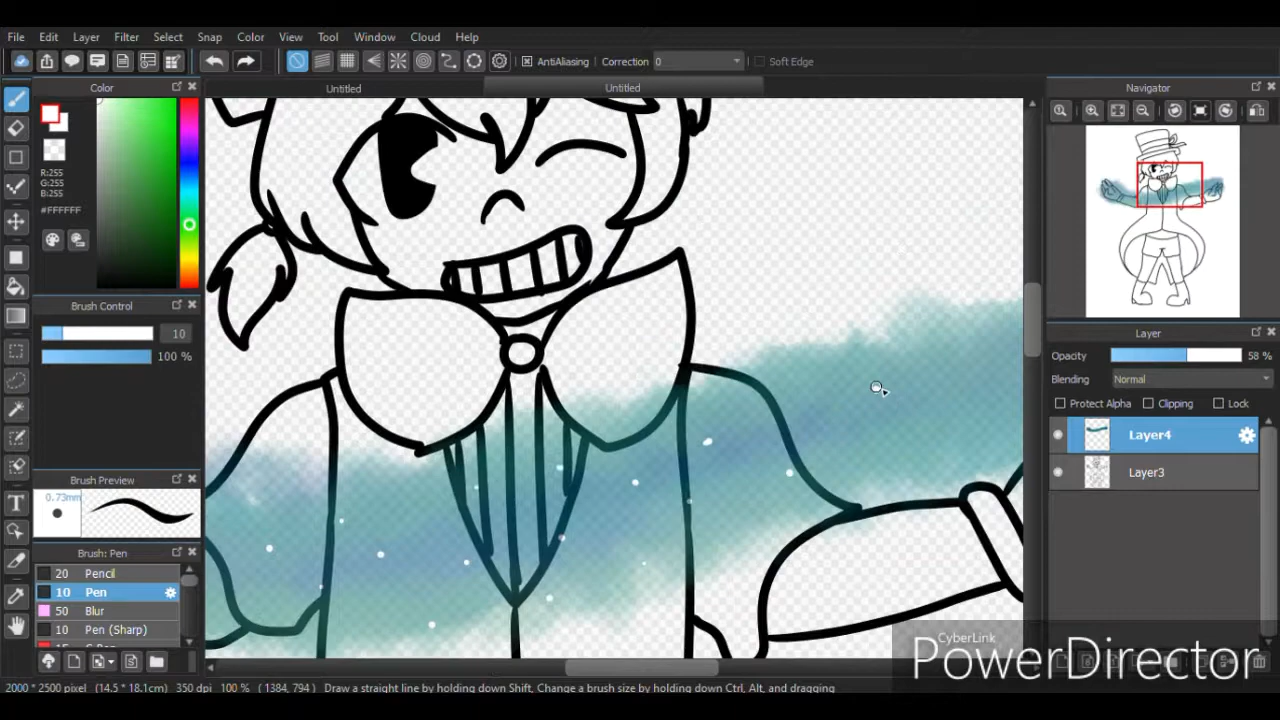 File Edit Layer Filter Select Snap Color View Tool Window Cloud Help
AntiAliasing Correction 0 Soft Edge
Color
R:255
G:255
B:255
#FFFFFF
Brush Control
10
100 %
Brush Preview
0.73mm
Brush: Pen
20 Pencil
10 Pen
50 Blur
10 Pen (Sharp)
Untitled Untitled
Navigator
Layer
Opacity 58 %
Blending Normal
Protect Alpha Clipping Lock
Layer4
Layer3
CyberLink
PowerDirector
2000 * 2500 pixel (14.5 * 18.1cm) 350 dpi 100 % ( 1384, 794 ) Draw a straight line by holding down Shift, Change a brush size by holding down Ctrl, Alt, and dragging